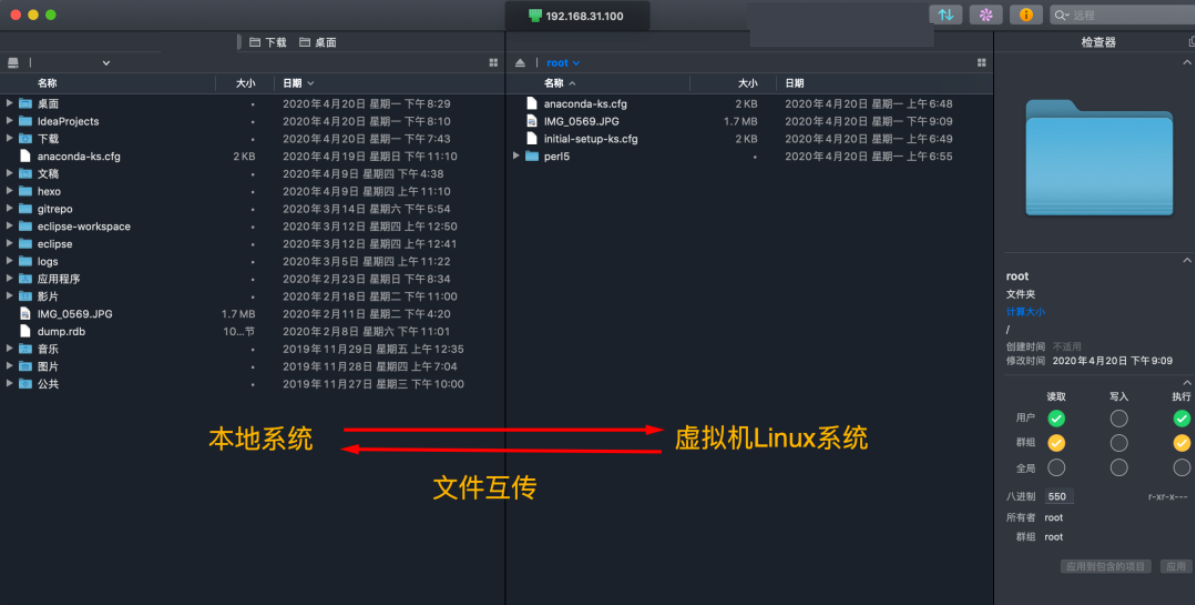 192.168.31.100
远程
下载 桌面
检查器
root
名称 大小 日期
名称 大小 日期
桌面 2020年4月20日 星期一 下午8:29
IdeaProjects 2020年4月20日 星期一 下午8:10
下载 2020年4月20日 星期一 下午7:43
anaconda-ks.cfg 2 KB 2020年4月19日 星期日 下午11:10
文稿 2020年4月9日 星期四 下午4:38
hexo 2020年4月9日 星期四 上午11:10
gitrepo 2020年3月14日 星期六 下午5:54
eclipse-workspace 2020年3月12日 星期四 上午12:50
eclipse 2020年3月12日 星期四 上午12:41
logs 2020年3月5日 星期四 上午11:22
应用程序 2020年2月23日 星期日 下午8:34
影片 2020年2月18日 星期二 下午11:00
IMG_0569.JPG 1.7 MB 2020年2月11日 星期二 下午4:20
dump.rdb 10...节 2020年2月8日 星期六 下午11:01
音乐 2019年11月29日 星期五 上午12:35
图片 2019年11月28日 星期四 上午7:04
公共 2019年11月27日 星期三 下午10:00
anaconda-ks.cfg 2 KB 2020年4月20日 星期一 上午6:48
IMG_0569.JPG 1.7 MB 2020年4月20日 星期一 下午9:09
initial-setup-ks.cfg 2 KB 2020年4月20日 星期一 上午6:49
perl5 2020年4月20日 星期一 上午6:55
本地系统
虚拟机Linux系统
文件互传
root
文件夹
计算大小
/
创建时间 不适用
修改时间 2020年4月20日 下午9:09
读取 写入 执行
用户
群组
全局
八进制 550 r-xr-x---
所有者 root
群组 root
应用到包含的项目 应用